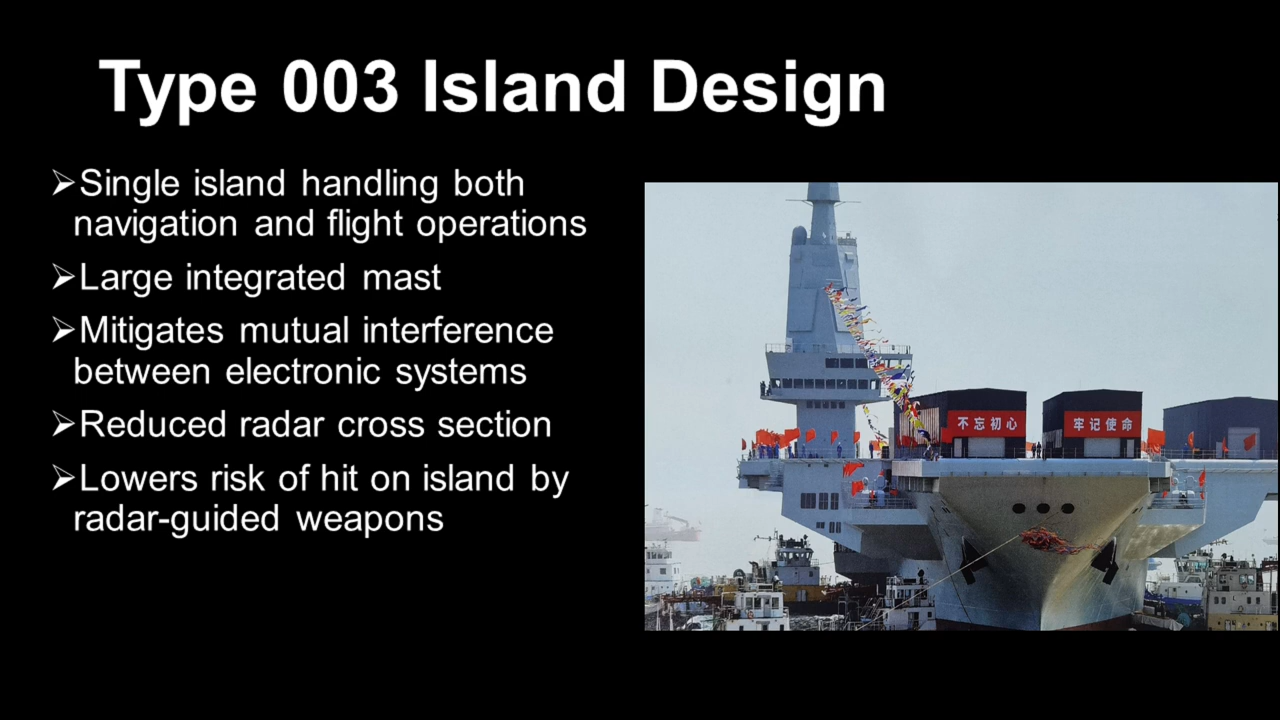 Type 003 Island Design
➢Single island handling both
navigation and flight operations
➢Large integrated mast
➢Mitigates mutual interference
between electronic systems
➢Reduced radar cross section
➢Lowers risk of hit on island by
radar-guided weapons
不忘初心
牢记使命